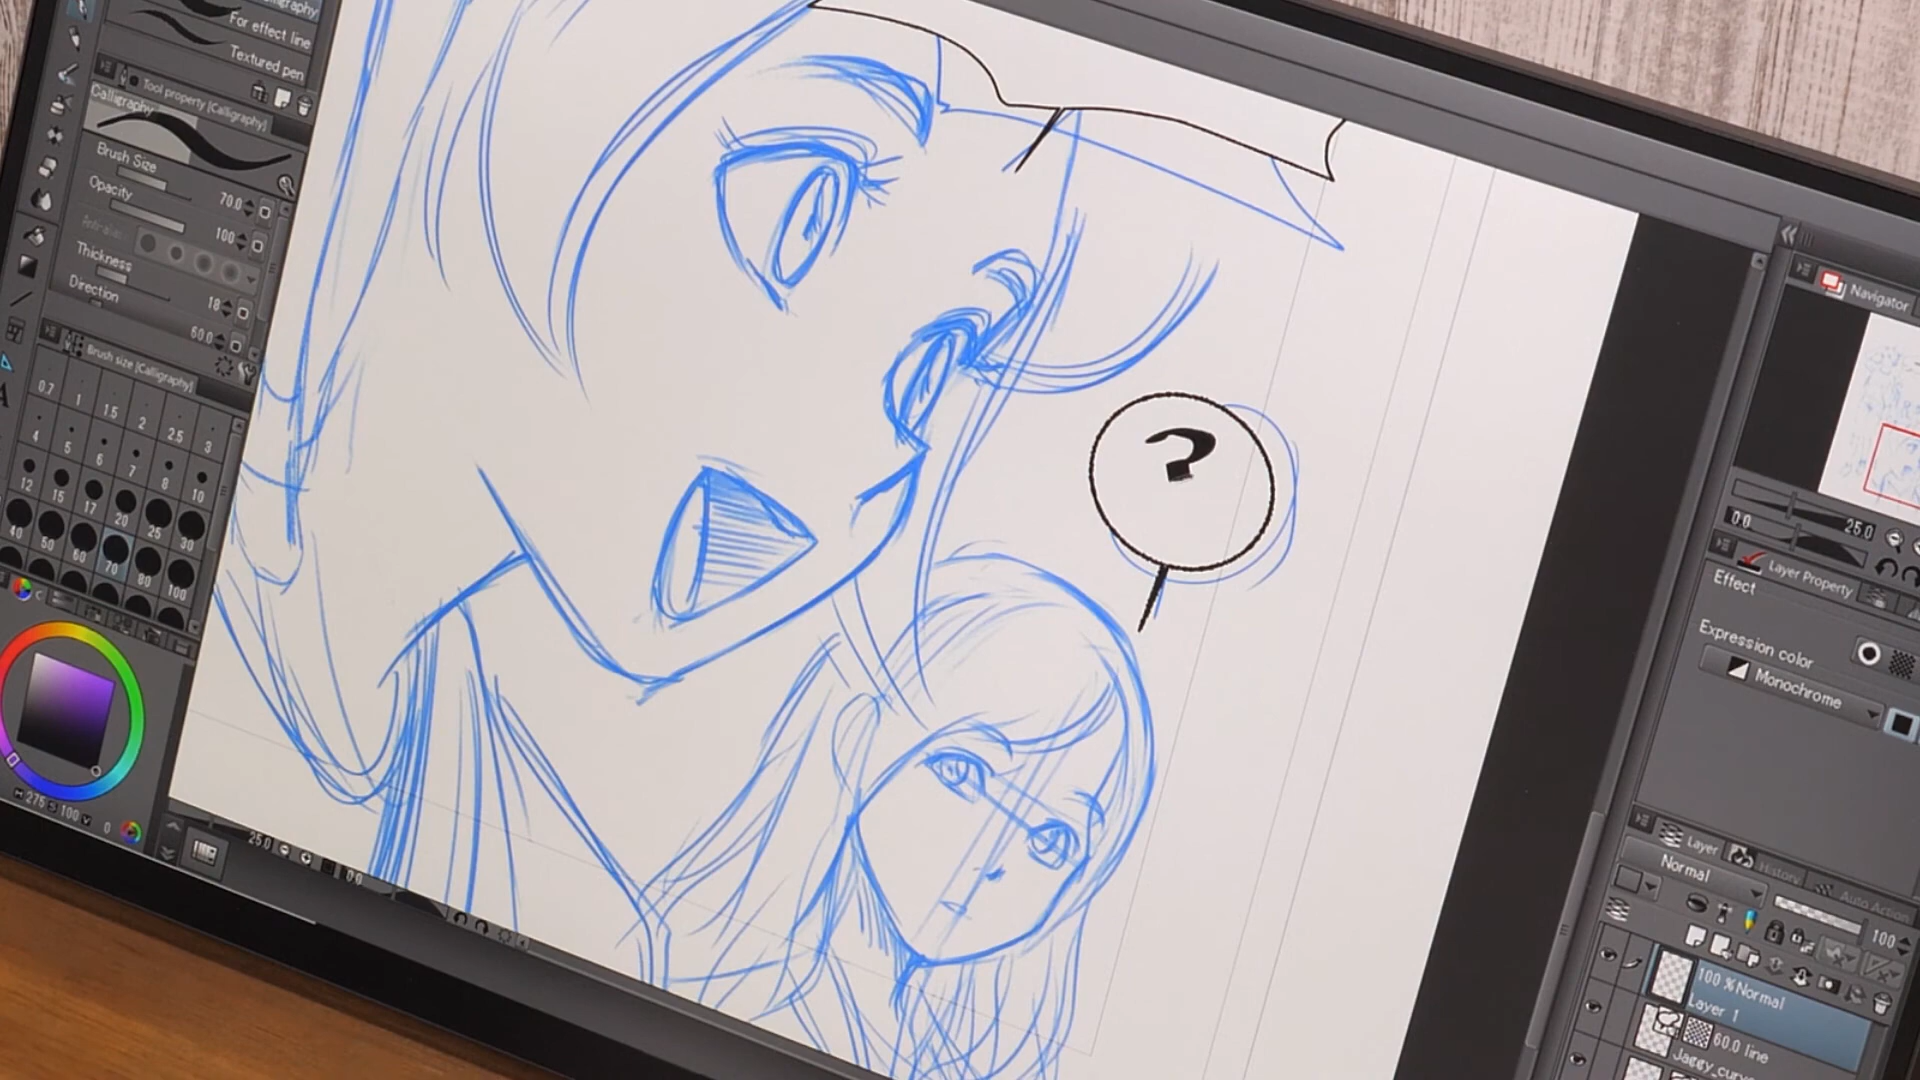 Calligraphy
For effect line
Textured pen
Tool property [Calligraphy]
Calligraphy
Brush Size
70.0
Opacity
100
Thickness
18
Direction
60.0
Brush size [Calligraphy]
0.7 1 1.5 2 2.5 3
4 5 6 7 8 10
12 15 17 20 25 30
40 50 60 70 80 100
H 275 S 100 V 0
25.0
0.0
?
Navigator
25.0
0.0
Layer Property
Effect
Expression color
Monochrome
Layer
History
Auto Action
Normal
100
100 % Normal
Layer 1
60.0 line